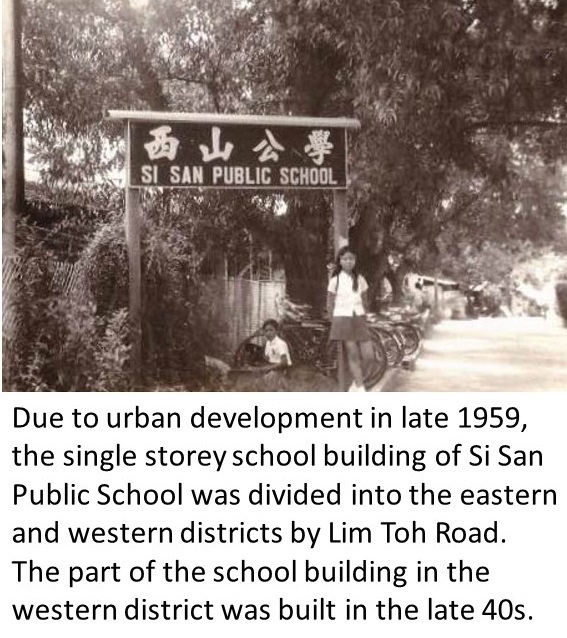 西山公學
SI SAN PUBLIC SCHOOL
Due to urban development in late 1959,
the single storey school building of Si San
Public School was divided into the eastern
and western districts by Lim Toh Road.
The part of the school building in the
western district was built in the late 40s.